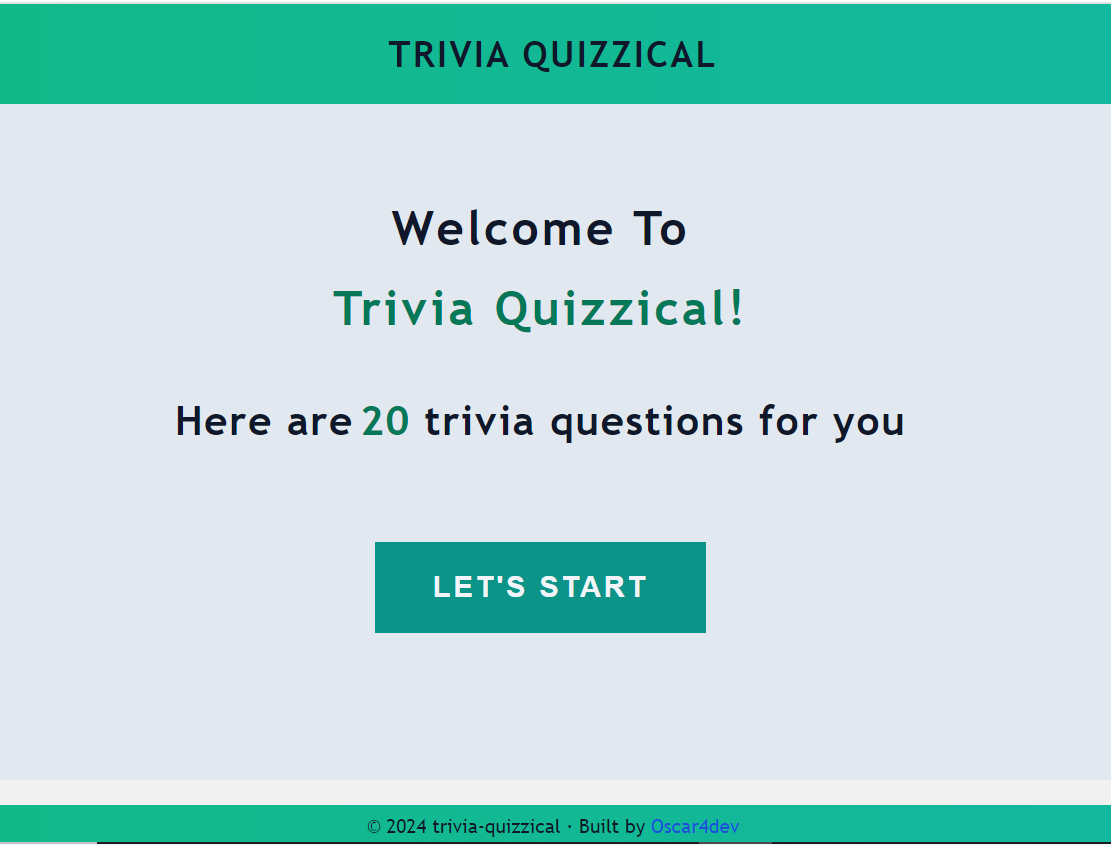 TRIVIA QUIZZICAL
Welcome To
Trivia Quizzical!
Here are 20 trivia questions for you
LET'S START
© 2024 trivia-quizzical · Built by Oscar4dev